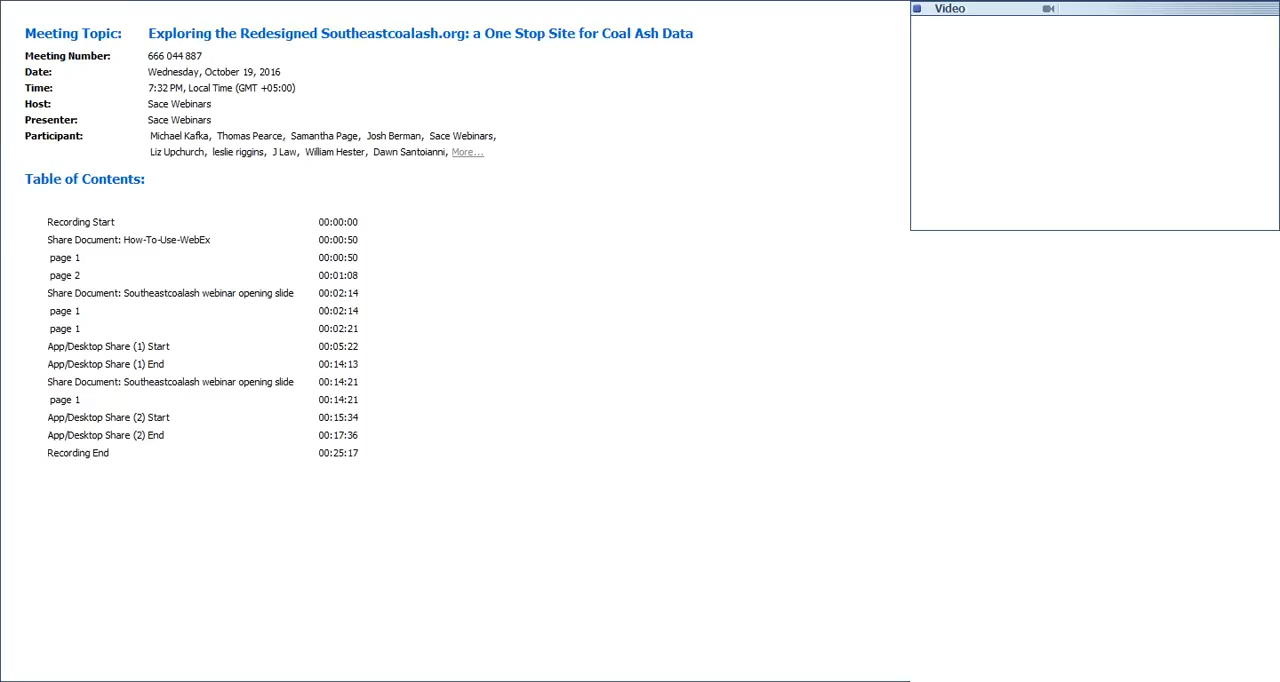 Video
Meeting Topic: Exploring the Redesigned Southeastcoalash.org: a One Stop Site for Coal Ash Data
Meeting Number: 666 044 887
Date: Wednesday, October 19, 2016
Time: 7:32 PM, Local Time (GMT +05:00)
Host: Sace Webinars
Presenter: Sace Webinars
Participant: Michael Kafka, Thomas Pearce, Samantha Page, Josh Berman, Sace Webinars,
Liz Upchurch, leslie riggins, J Law, William Hester, Dawn Santoianni, More...
Table of Contents:
Recording Start 00:00:00
Share Document: How-To-Use-WebEx 00:00:50
page 1 00:00:50
page 2 00:01:08
Share Document: Southeastcoalash webinar opening slide 00:02:14
page 1 00:02:14
page 1 00:02:21
App/Desktop Share (1) Start 00:05:22
App/Desktop Share (1) End 00:14:13
Share Document: Southeastcoalash webinar opening slide 00:14:21
page 1 00:14:21
App/Desktop Share (2) Start 00:15:34
App/Desktop Share (2) End 00:17:36
Recording End 00:25:17